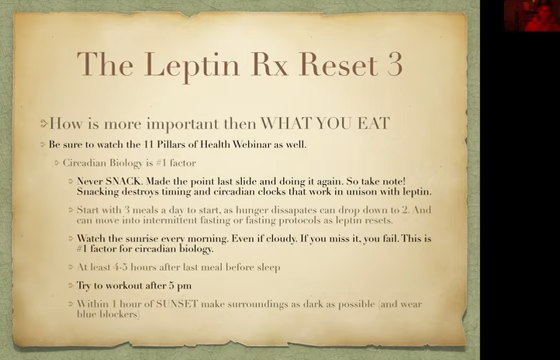 The Leptin Rx Reset 3
How is more important then WHAT YOU EAT
Be sure to watch the 11 Pillars of Health Webinar as well.
Circadian Biology is #1 factor
Never SNACK. Made the point last slide and doing it again. So take note!
Snacking destroys timing and circadian clocks that work in unison with leptin.
Start with 3 meals a day to start, as hunger dissapates can drop down to 2. And
can move into intermittent fasting or fasting protocols as leptin resets.
Watch the sunrise every morning. Even if cloudy. If you miss it, you fail. This is
#1 factor for circadian biology.
At least 4-5 hours after last meal before sleep
Try to workout after 5 pm
Within 1 hour of SUNSET make surroundings as dark as possible (and wear
blue blockers)